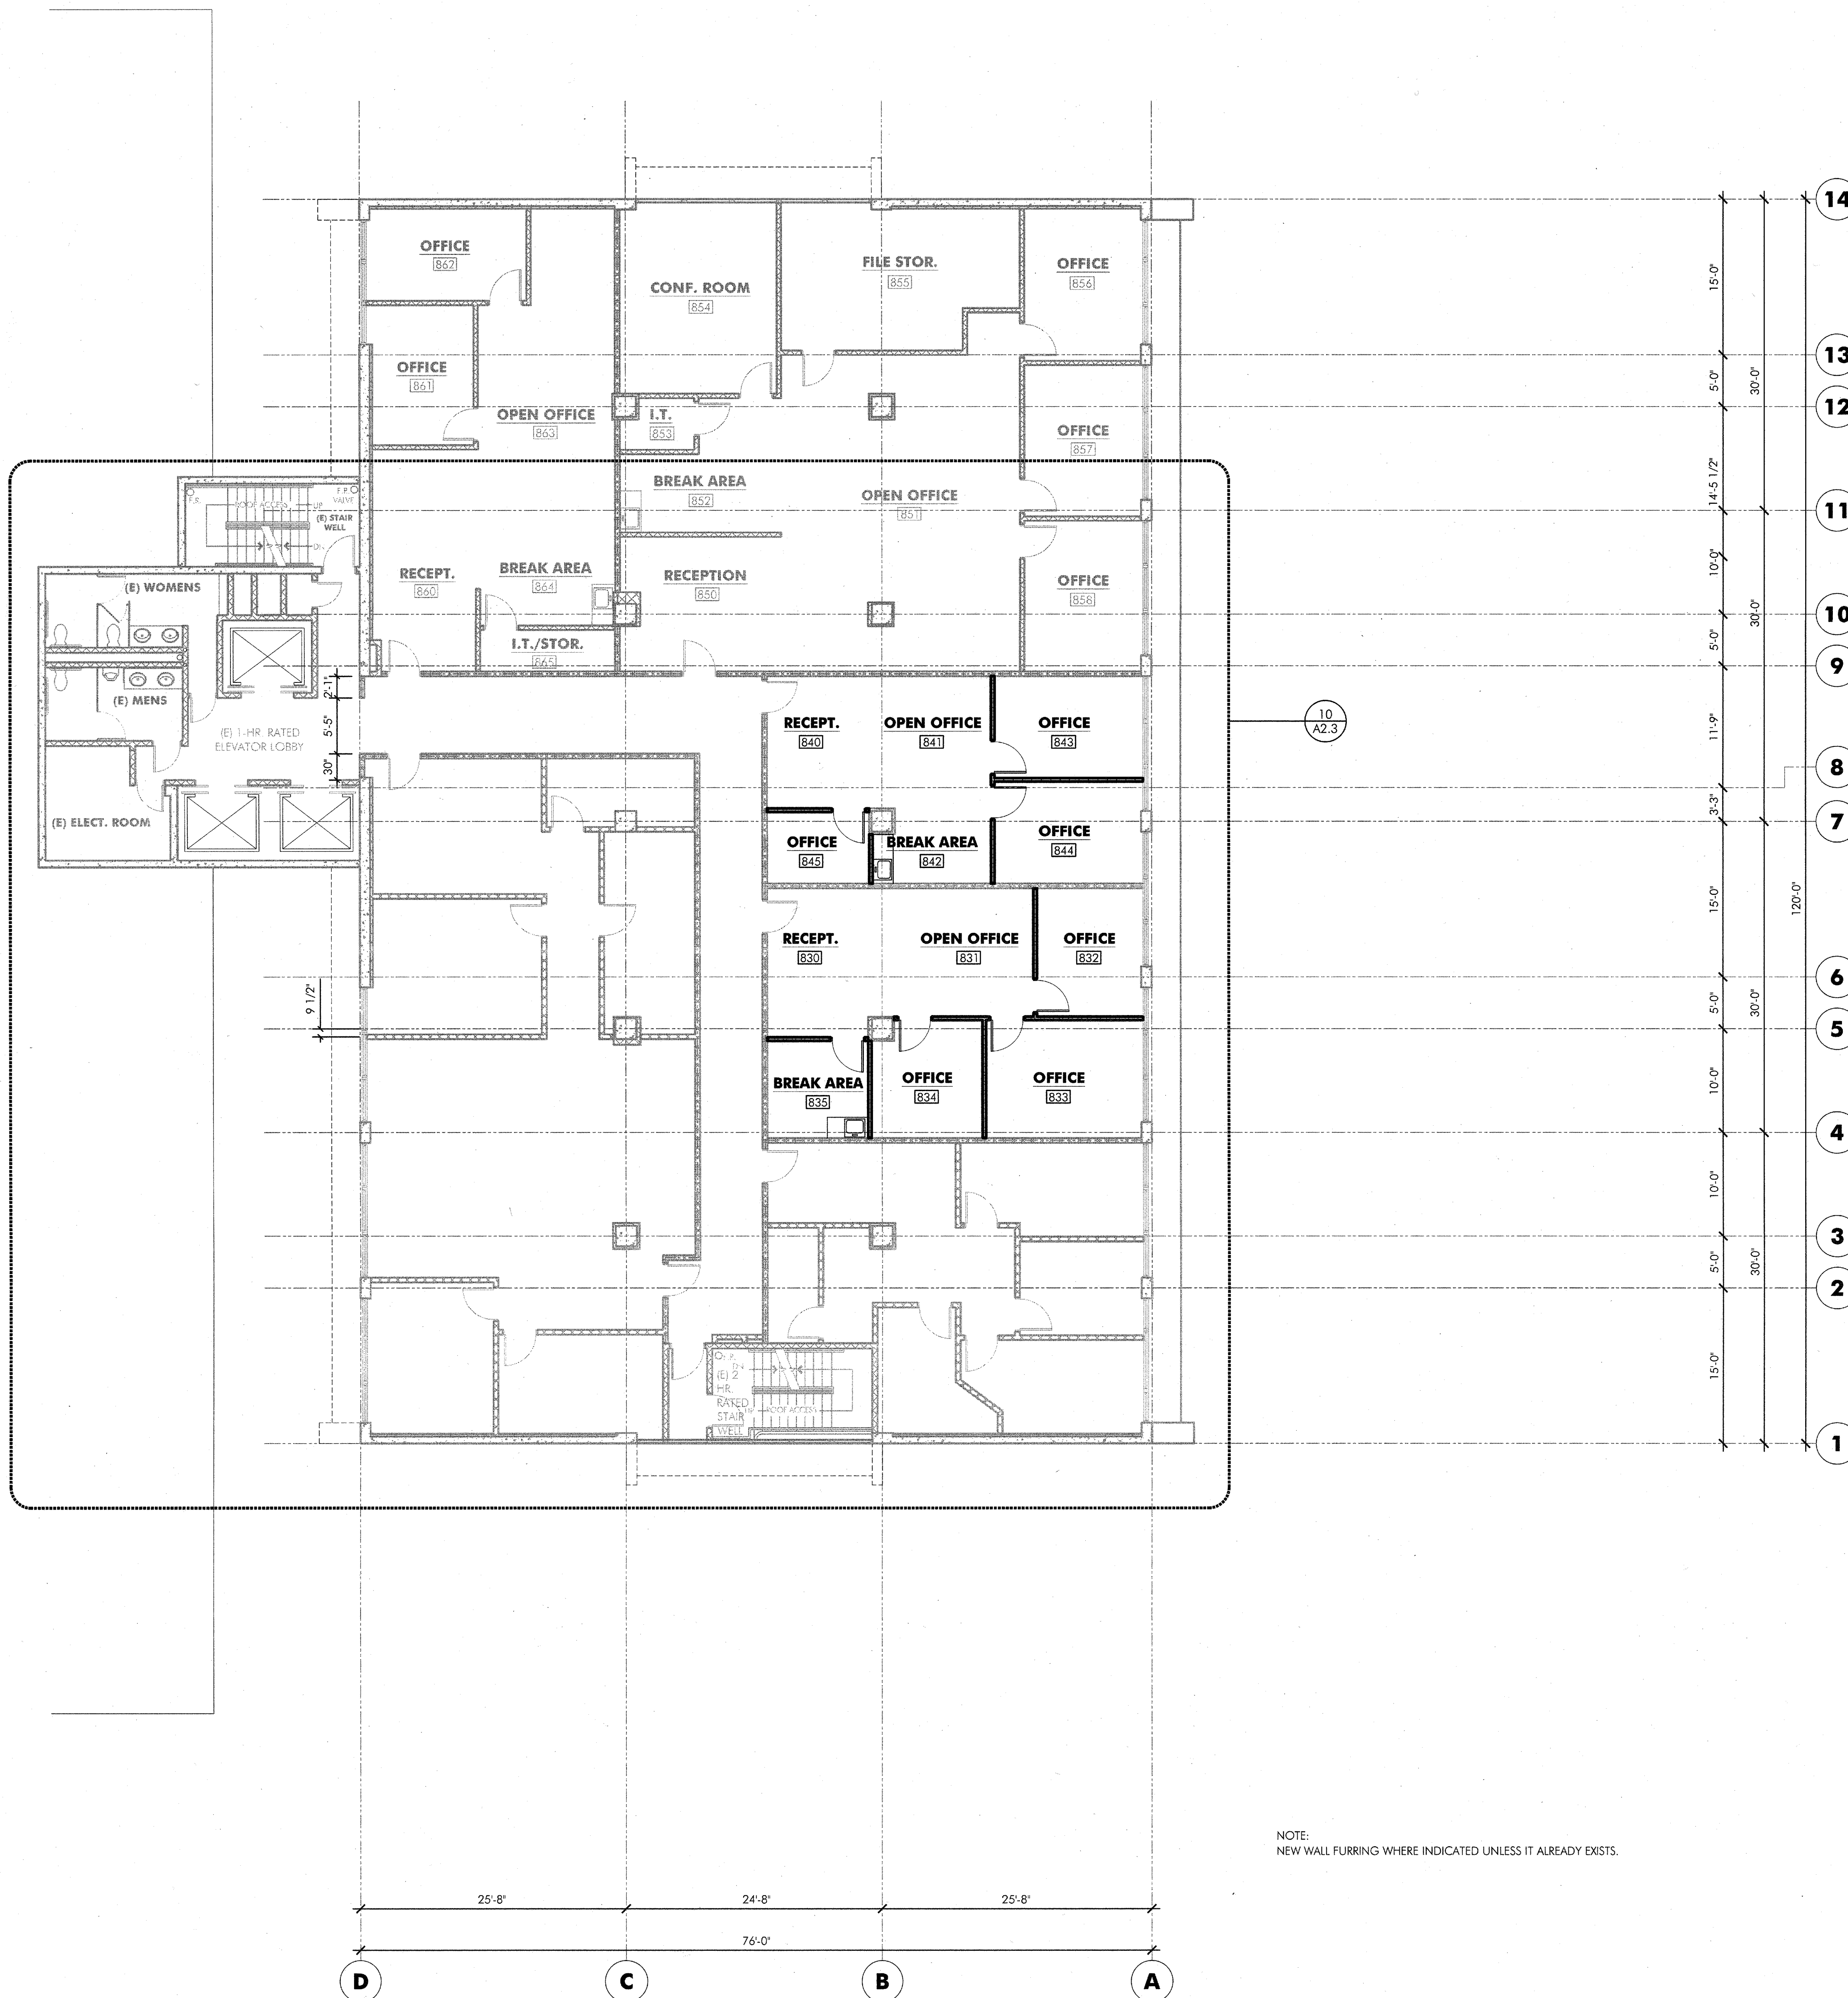 14
15'-0"
OFFICE
862
FILE STOR.
855
OFFICE
856
CONF. ROOM
854
13
OFFICE
861
5'-0"
30'-0"
12
OPEN OFFICE
863
I.T.
853
OFFICE
857
14'-5 1/2"
BREAK AREA
852
OPEN OFFICE
851
F.R.
F.R.
VALVE
ROOF ACCESS
UP
(E) STAIR
WELL
DN
11
10'-0"
(E) WOMENS
RECEPT.
860
BREAK AREA
864
RECEPTION
850
OFFICE
858
10
30'-0"
5'-0"
I.T./STOR.
865
9
2'-1"
(E) MENS
5'-5"
(E) 1-HR. RATED
ELEVATOR LOBBY
30"
RECEPT.
840
OPEN OFFICE
841
OFFICE
843
10
A2.3
11'-9"
8
3'-3"
(E) ELECT. ROOM
7
OFFICE
845
BREAK AREA
842
OFFICE
844
15'-0"
120'-0"
RECEPT.
830
OPEN OFFICE
831
OFFICE
832
6
9 1/2"
5'-0"
30'-0"
5
BREAK AREA
835
OFFICE
834
OFFICE
833
10'-0"
4
10'-0"
3
5'-0"
30'-0"
2
DN
(E) 2
HR.
RATED
STAIR
WELL
UP
ROOF ACCESS
15'-0"
1
NOTE:
NEW WALL FURRING WHERE INDICATED UNLESS IT ALREADY EXISTS.
25'-8"
24'-8"
25'-8"
76'-0"
D
C
B
A